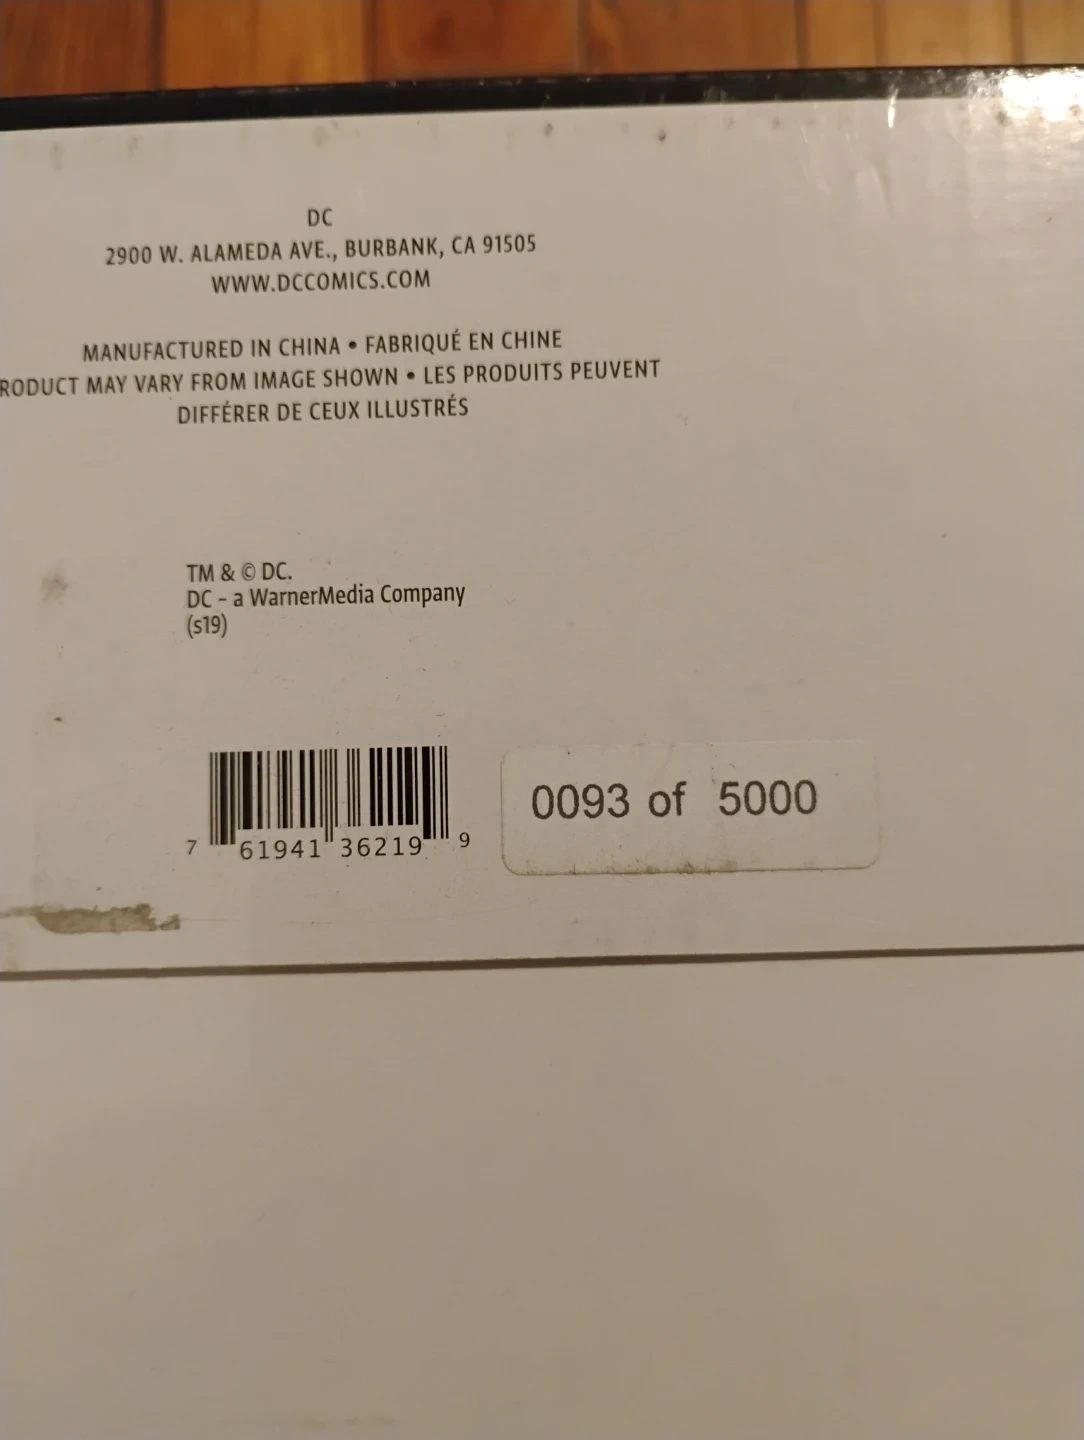 DC
2900 W. ALAMEDA AVE., BURBANK, CA 91505
WWW.DCCOMICS.COM
MANUFACTURED IN CHINA • FABRIQUÉ EN CHINE
RODUCT MAY VARY FROM IMAGE SHOWN • LES PRODUITS PEUVENT
DIFFÉRER DE CEUX ILLUSTRÉS
TM & © DC.
DC – a WarnerMedia Company
(s19)
7 61941 36219 9
0093 of 5000